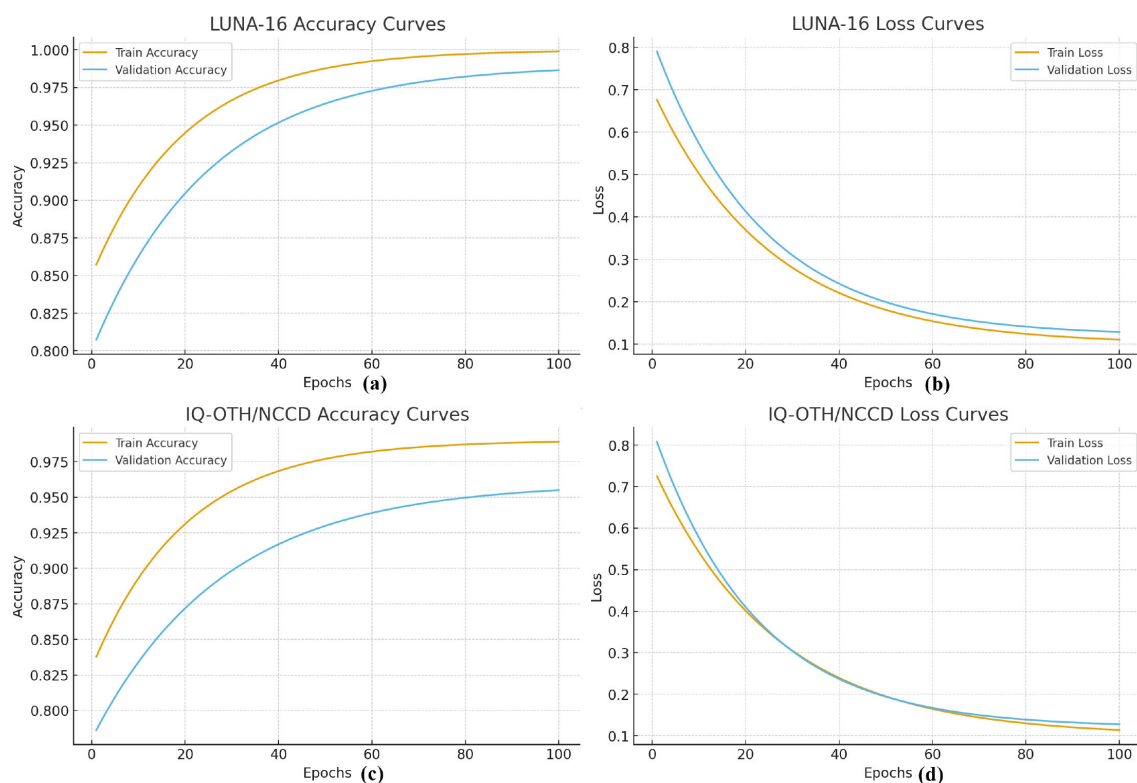 LUNA-16 Accuracy Curves
Train Accuracy
Validation Accuracy
Accuracy
1.000
0.975
0.950
0.925
0.900
0.875
0.850
0.825
0.800
0 20 40 60 80 100
Epochs (a)
LUNA-16 Loss Curves
Train Loss
Validation Loss
Loss
0.8
0.7
0.6
0.5
0.4
0.3
0.2
0.1
0 20 40 60 80 100
Epochs (b)
IQ-OTH/NCCD Accuracy Curves
Train Accuracy
Validation Accuracy
Accuracy
0.975
0.950
0.925
0.900
0.875
0.850
0.825
0.800
0 20 40 60 80 100
Epochs (c)
IQ-OTH/NCCD Loss Curves
Train Loss
Validation Loss
Loss
0.8
0.7
0.6
0.5
0.4
0.3
0.2
0.1
0 20 40 60 80 100
Epochs (d)